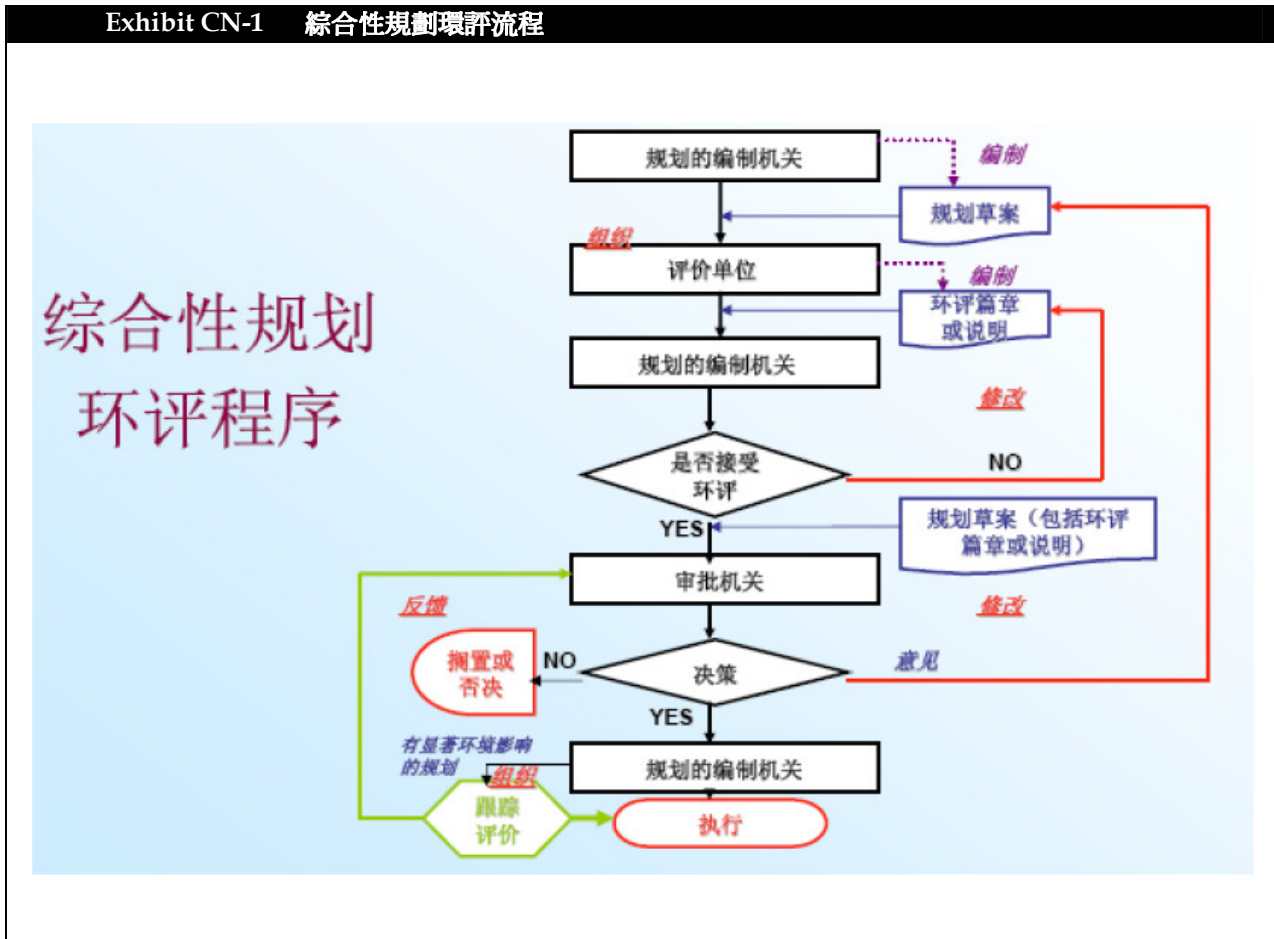 Exhibit CN-1 綜合性規劃環評流程
综合性规划
环评程序
规划的编制机关
编制
规划草案
组织
评价单位
编制
环评篇章
或说明
规划的编制机关
修改
是否接受
环评
NO
YES
规划草案（包括环评
篇章或说明）
审批机关
反馈
修改
搁置或
否决
NO
决策
意见
YES
有显著环境影响
的规划
组织
规划的编制机关
跟踪
评价
执行